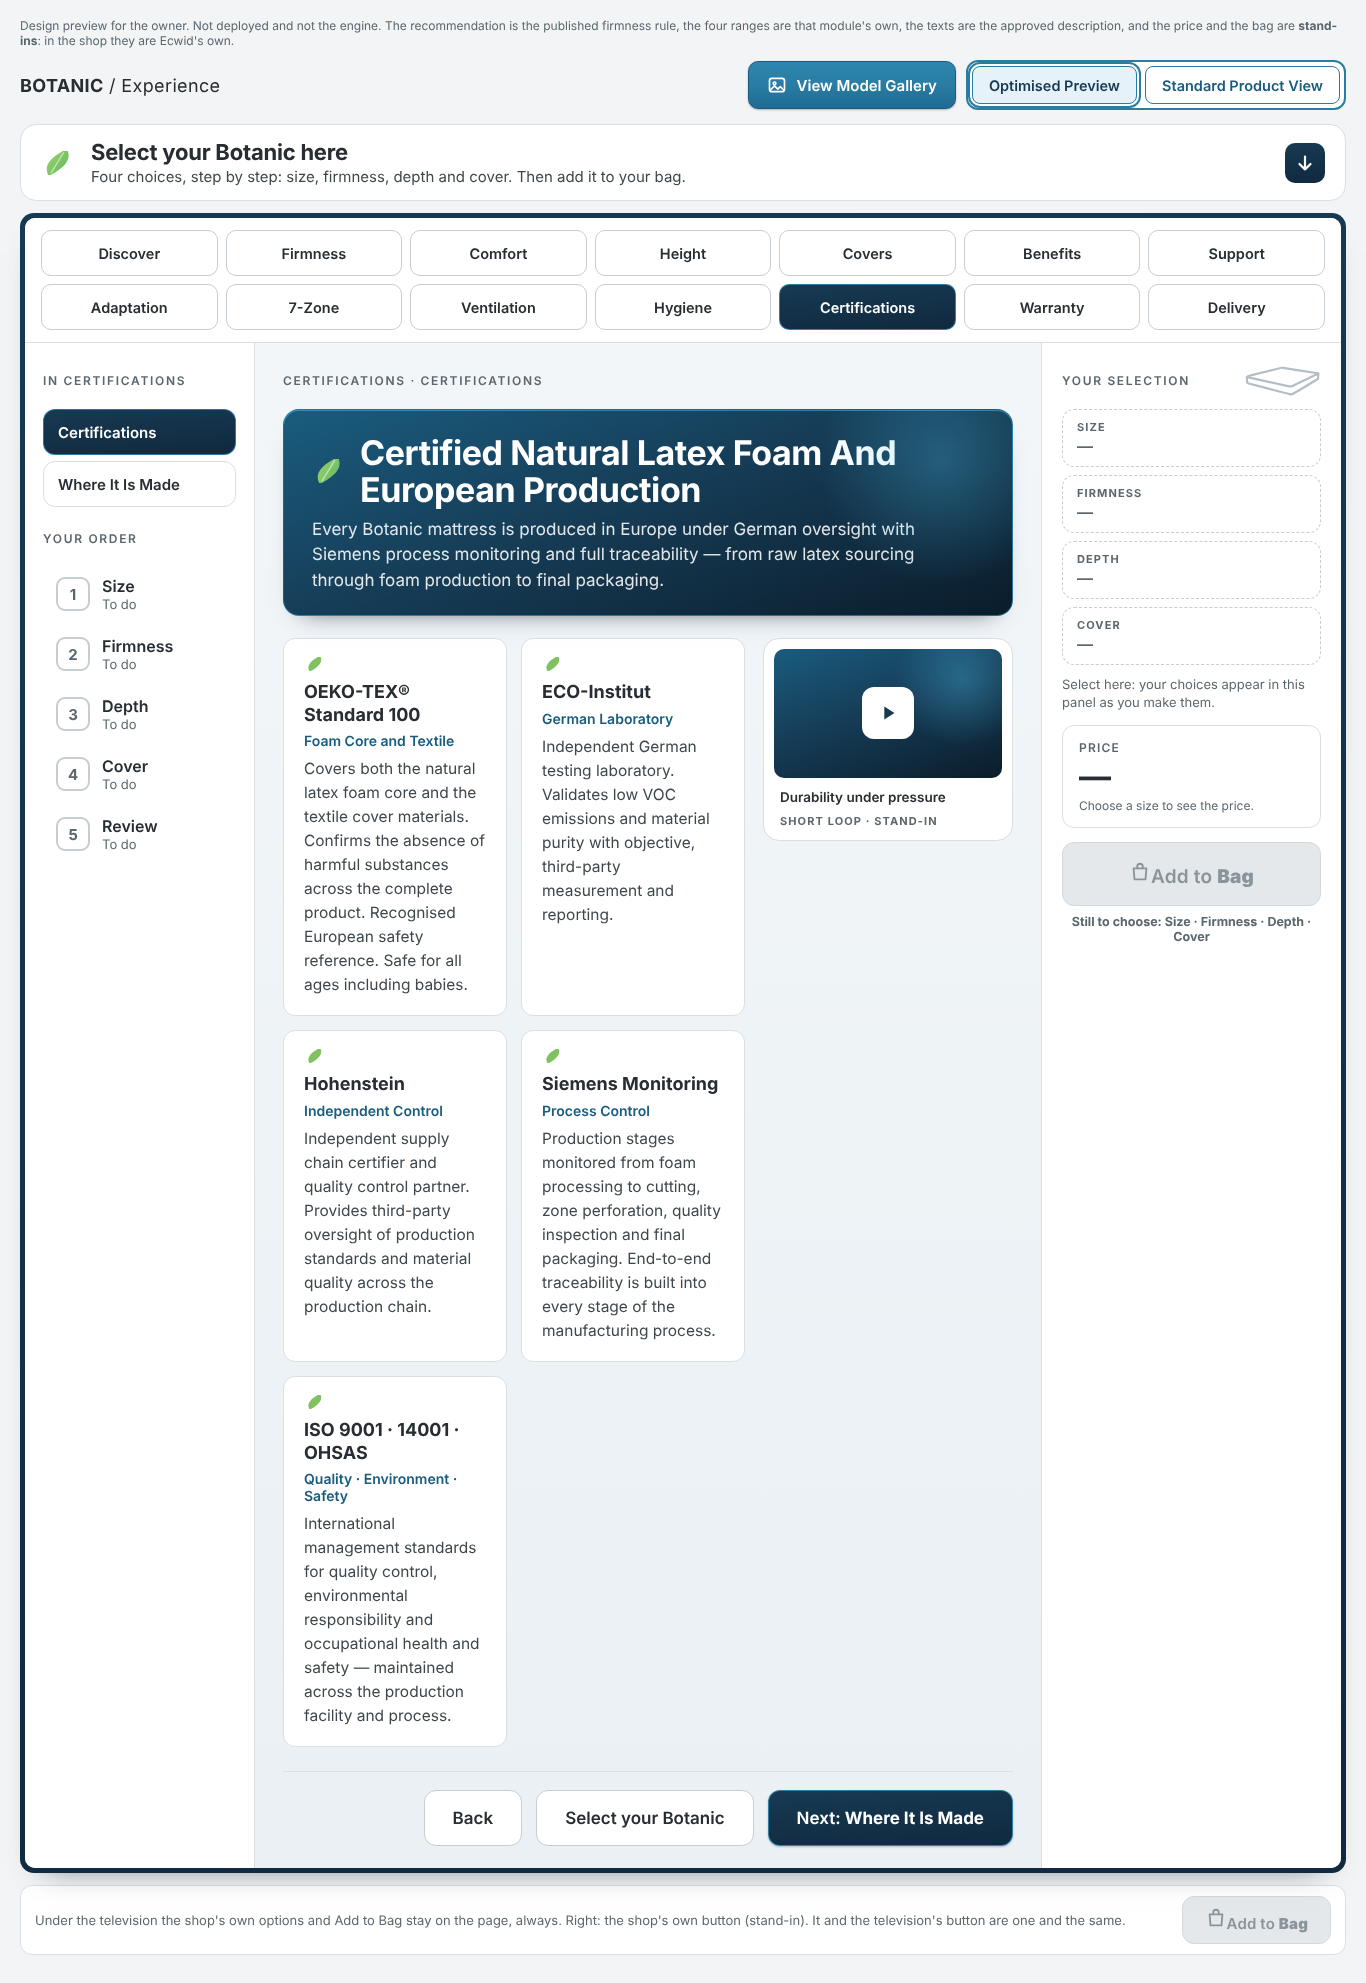 Design preview for the owner. Not deployed and not the engine. The recommendation is the published firmness rule, the four ranges are that module's own, the texts are the approved description, and the price and the bag are stand-
ins: in the shop they are Ecwid's own.
BOTANIC / Experience
View Model Gallery
Optimised Preview
Standard Product View
Select your Botanic here
Four choices, step by step: size, firmness, depth and cover. Then add it to your bag.
Discover
Firmness
Comfort
Height
Covers
Benefits
Support
Adaptation
7-Zone
Ventilation
Hygiene
Certifications
Warranty
Delivery
IN CERTIFICATIONS
Certifications
Where It Is Made
YOUR ORDER
1
Size
To do
2
Firmness
To do
3
Depth
To do
4
Cover
To do
5
Review
To do
CERTIFICATIONS · CERTIFICATIONS
Certified Natural Latex Foam And
European Production
Every Botanic mattress is produced in Europe under German oversight with
Siemens process monitoring and full traceability — from raw latex sourcing
through foam production to final packaging.
OEKO-TEX®
Standard 100
Foam Core and Textile
Covers both the natural
latex foam core and the
textile cover materials.
Confirms the absence of
harmful substances
across the complete
product. Recognised
European safety
reference. Safe for all
ages including babies.
ECO-Institut
German Laboratory
Independent German
testing laboratory.
Validates low VOC
emissions and material
purity with objective,
third-party
measurement and
reporting.
Durability under pressure
SHORT LOOP · STAND-IN
Hohenstein
Independent Control
Independent supply
chain certifier and
quality control partner.
Provides third-party
oversight of production
standards and material
quality across the
production chain.
Siemens Monitoring
Process Control
Production stages
monitored from foam
processing to cutting,
zone perforation, quality
inspection and final
packaging. End-to-end
traceability is built into
every stage of the
manufacturing process.
ISO 9001 · 14001 ·
OHSAS
Quality · Environment ·
Safety
International
management standards
for quality control,
environmental
responsibility and
occupational health and
safety — maintained
across the production
facility and process.
Back
Select your Botanic
Next: Where It Is Made
YOUR SELECTION
SIZE
—
FIRMNESS
—
DEPTH
—
COVER
—
Select here: your choices appear in this
panel as you make them.
PRICE
—
Choose a size to see the price.
Add to Bag
Still to choose: Size · Firmness · Depth ·
Cover
Under the television the shop's own options and Add to Bag stay on the page, always. Right: the shop's own button (stand-in). It and the television's button are one and the same.
Add to Bag